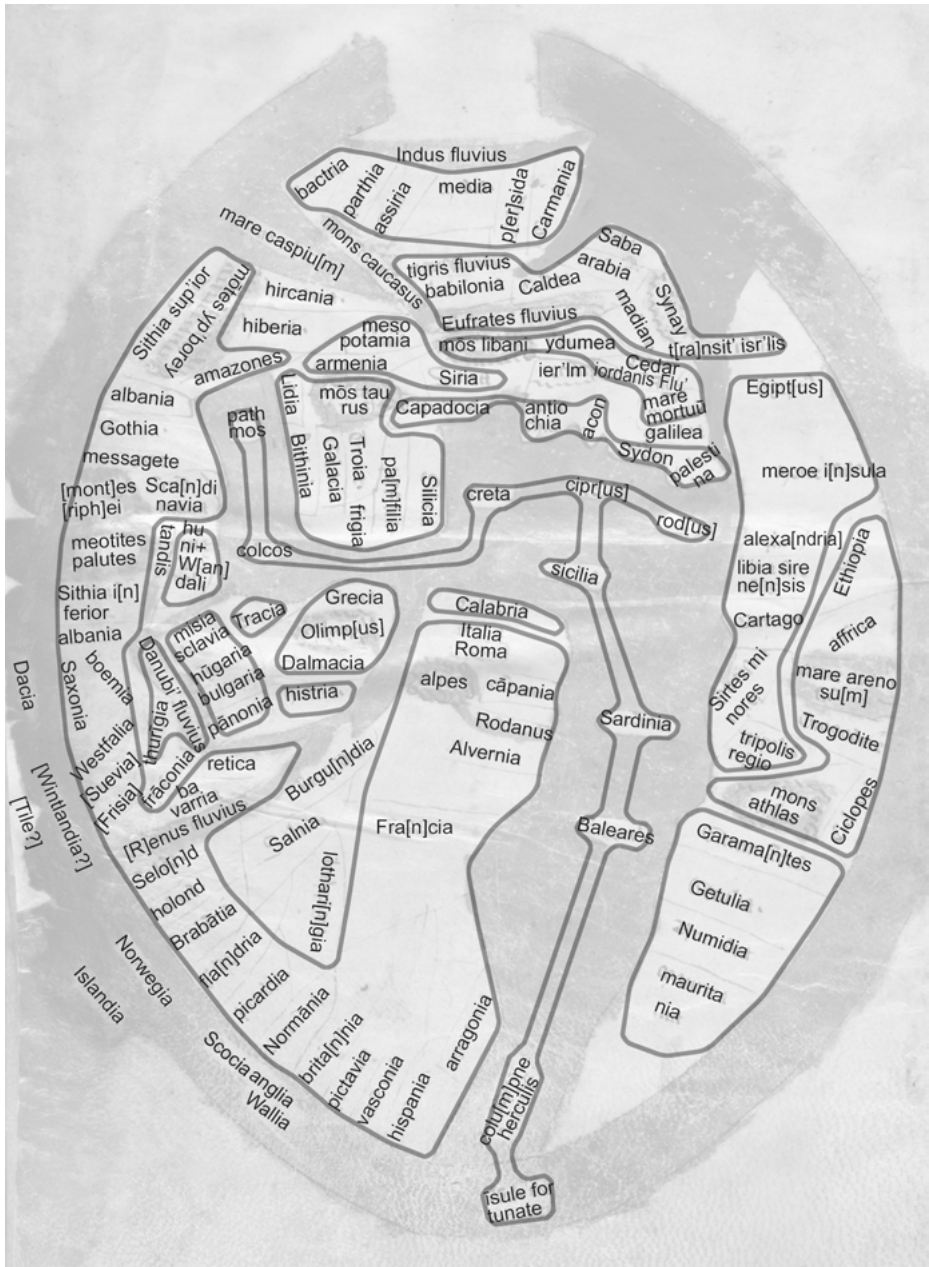 Indus fluvius
bactria
parthia
assiria
media
p[er]sida
Carmania
mare caspiu[m]
mons caucasus
tigris fluvius
babilonia
Caldea
Saba
arabia
madian
Synay
Eufrates fluvius
t[ra]nsit' isr'lis
Sithia sup'ior
mōtes yp'borey
hircania
hiberia
amazones
meso
potamia
armenia
mōs libani
ydumea
Cedar
Siria
ier'lm
iordanis Flu'
mare
mortuū
galilea
Egipt[us]
albania
Gothia
messagete
[mont]es
[riph]ei
Sca[n]di
navia
path
mos
Lidia
Bithinia
mōs tau
rus
Galacia
Troia
frigia
pa[m]filia
Silicia
Capadocia
antio
chia
acon
Sydon
palesti
na
meroe i[n]sula
creta
cipr[us]
rod[us]
colcos
sicilia
meotites
palutes
tanais
hu
ni+
W[an]
dali
alexa[ndria]
libia sire
ne[n]sis
Cartago
Ethiopia
Sithia i[n]
ferior
albania
misia
sclavia
hūgaria
bulgaria
pānonia
Tracia
Grecia
Olimp[us]
Dalmacia
histria
Calabria
Italia
Roma
alpes
cāpania
Rodanus
Alvernia
Sardinia
Sirtes mi
nores
tripolis
regio
affrica
mare areno
su[m]
Trogodite
Ciclopes
mons
athlas
Dacia
Saxonia
boemia
Danubi' fluvius
thurigia
Westfalia
[Suevia]
[Frisia]
frāconia
retica
ba
varria
[R]enus fluvius
Burgu[n]dia
Salnia
lothari[n]gia
Fra[n]cia
Baleares
Garama[n]tes
Getulia
Numidia
maurita
nia
[Wintlandia?]
[Tile?]
Selo[n]d
holond
Brabātia
fla[n]dria
picardia
Normānia
brita[n]nia
pictavia
vasconia
hispania
arragonia
Norwegia
Islandia
Scocia anglia
Wallia
colu[m]pne
herculis
isule for
tunate